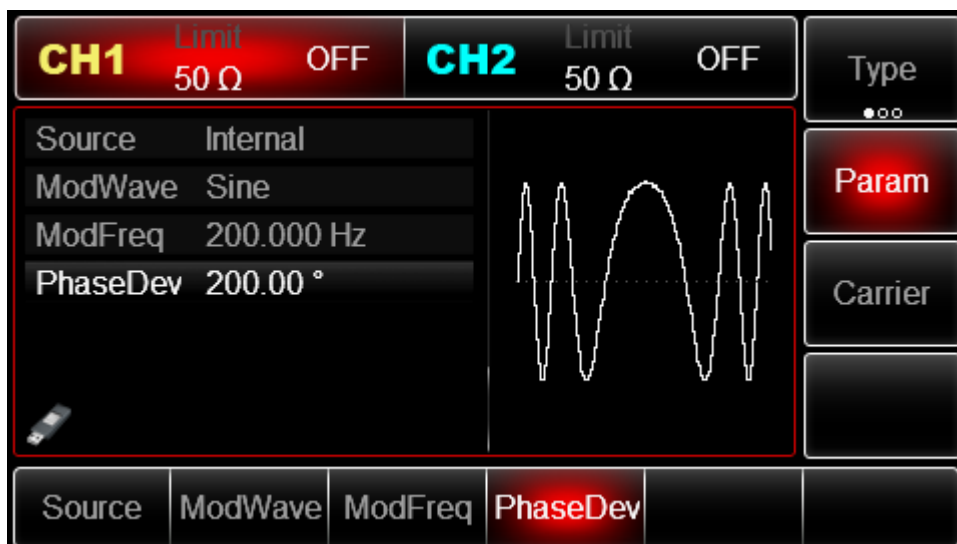 CH1 Limit 50 Ω OFF CH2 Limit 50 Ω OFF
Type
Source Internal
ModWave Sine
ModFreq 200.000 Hz
PhaseDev 200.00 °
Param
Carrier
Source ModWave ModFreq PhaseDev